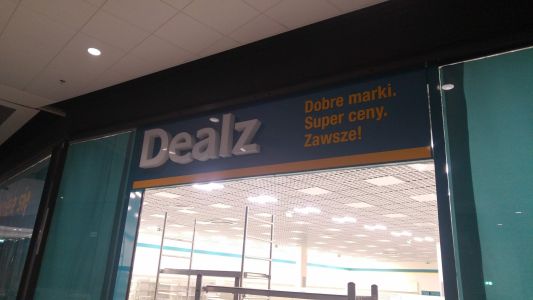 Dealz
Dobre marki.
Super ceny.
Zawsze!